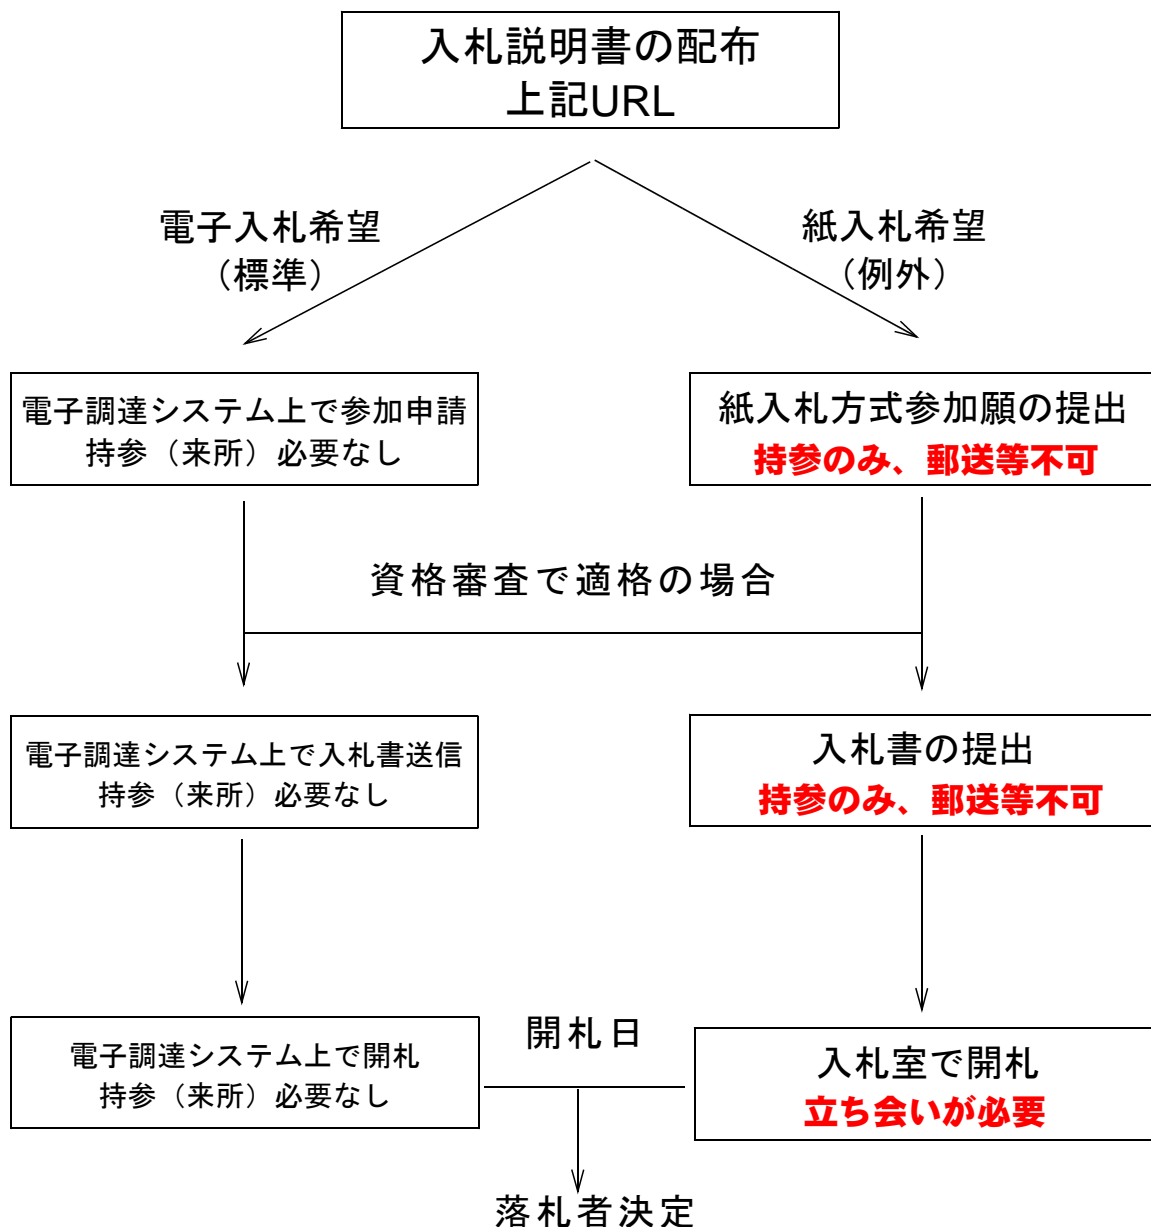 入札説明書の配布
上記URL
電子入札希望
（標準）
紙入札希望
（例外）
電子調達システム上で参加申請
持参（来所）必要なし
紙入札方式参加願の提出
持参のみ、郵送等不可
資格審査で適格の場合
電子調達システム上で入札書送信
持参（来所）必要なし
入札書の提出
持参のみ、郵送等不可
開札日
電子調達システム上で開札
持参（来所）必要なし
入札室で開札
立ち会いが必要
落札者決定